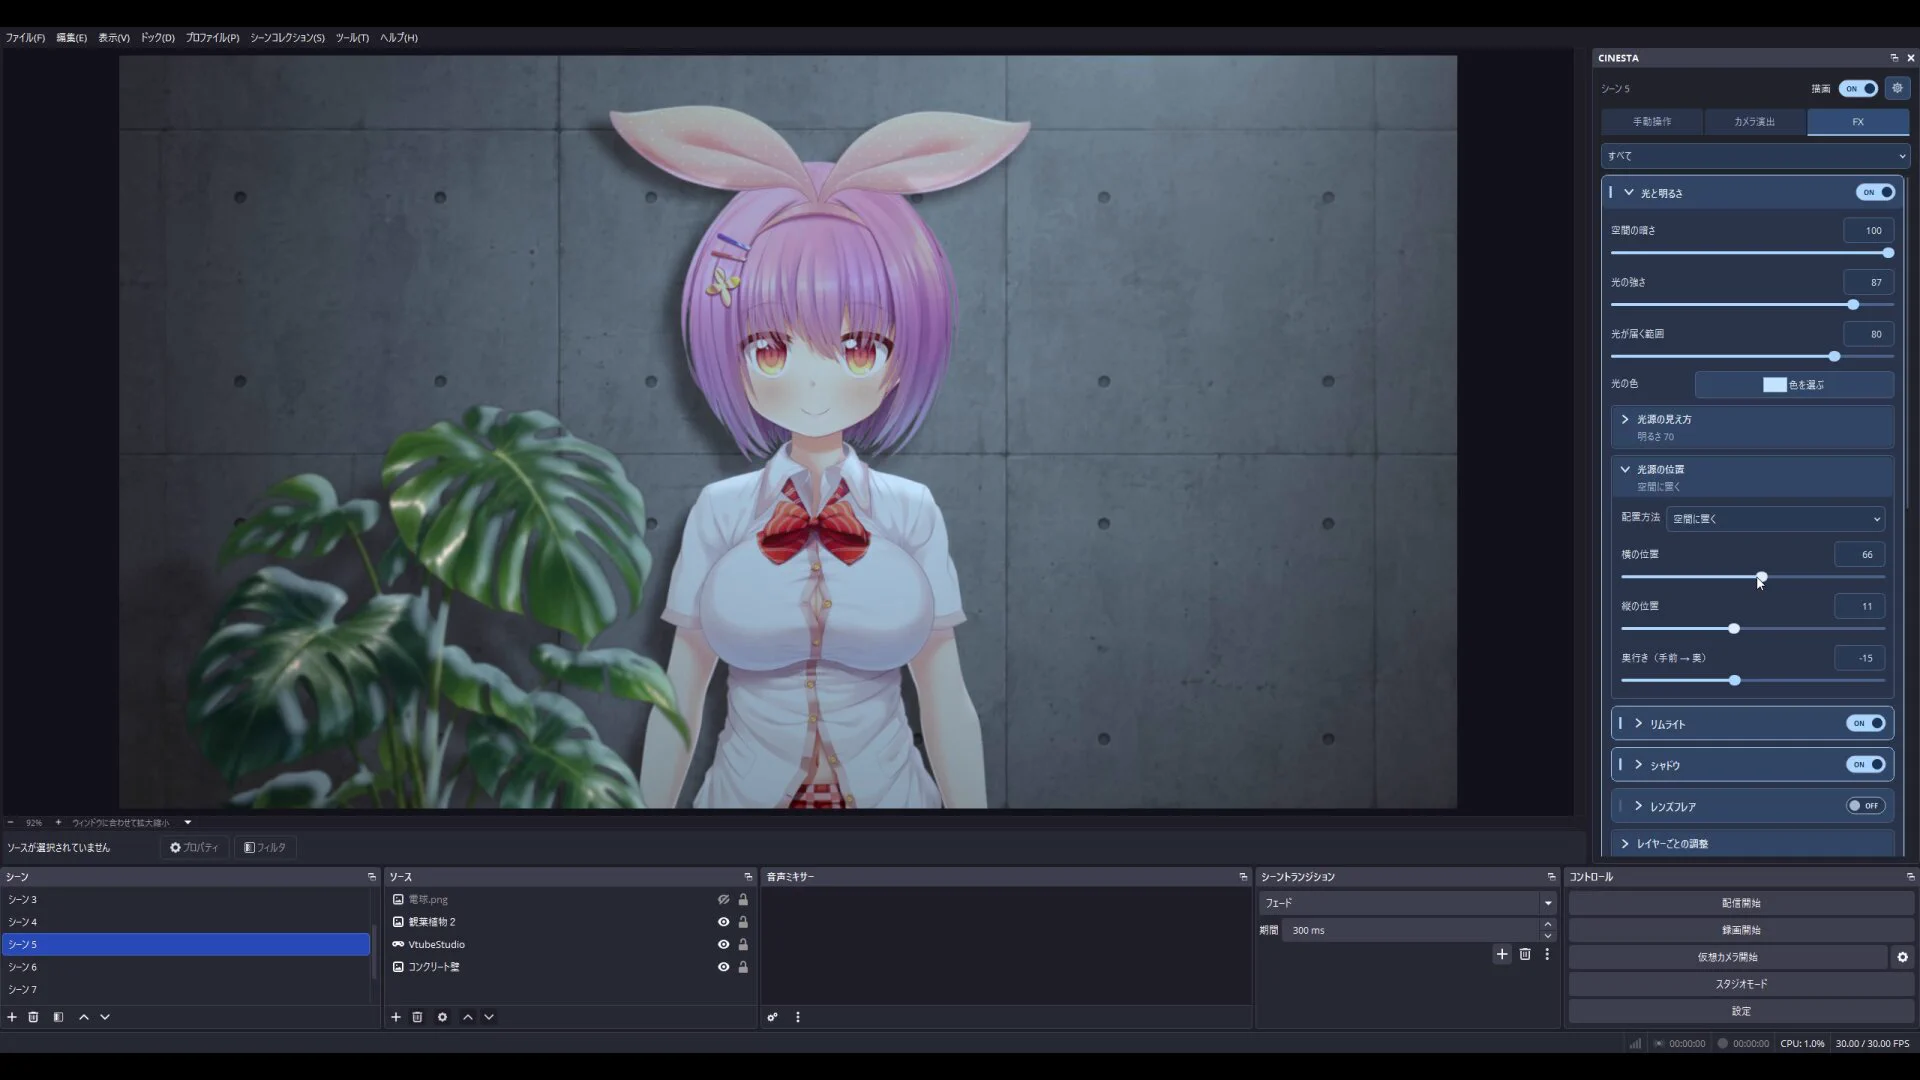 ファイル(F) 編集(E) 表示(V) ドック(D) プロファイル(P) シーンコレクション(S) ツール(T) ヘルプ(H)
CINESTA
シーン 5 描画 ON
手動操作 カメラ演出 FX
すべて
光と明るさ ON
空間の暗さ 100
光の強さ 87
光が届く範囲 80
光の色 色を選ぶ
光源の見え方
明るさ 70
光源の位置
空間に置く
配置方法 空間に置く
横の位置 66
縦の位置 11
奥行き（手前 → 奥） -15
リムライト ON
シャドウ ON
レンズフレア OFF
レイヤーごとの調整
− 92% + ウィンドウに合わせて拡大縮小
ソースが選択されていません プロパティ フィルタ
シーン
シーン 3
シーン 4
シーン 5
シーン 6
シーン 7
ソース
電球.png
観葉植物 2
VtubeStudio
コンクリート壁
音声ミキサー
シーントランジション
フェード
期間 300 ms
コントロール
配信開始
録画開始
仮想カメラ開始
スタジオモード
設定
00:00:00 00:00:00 CPU: 1.0% 30.00 / 30.00 FPS